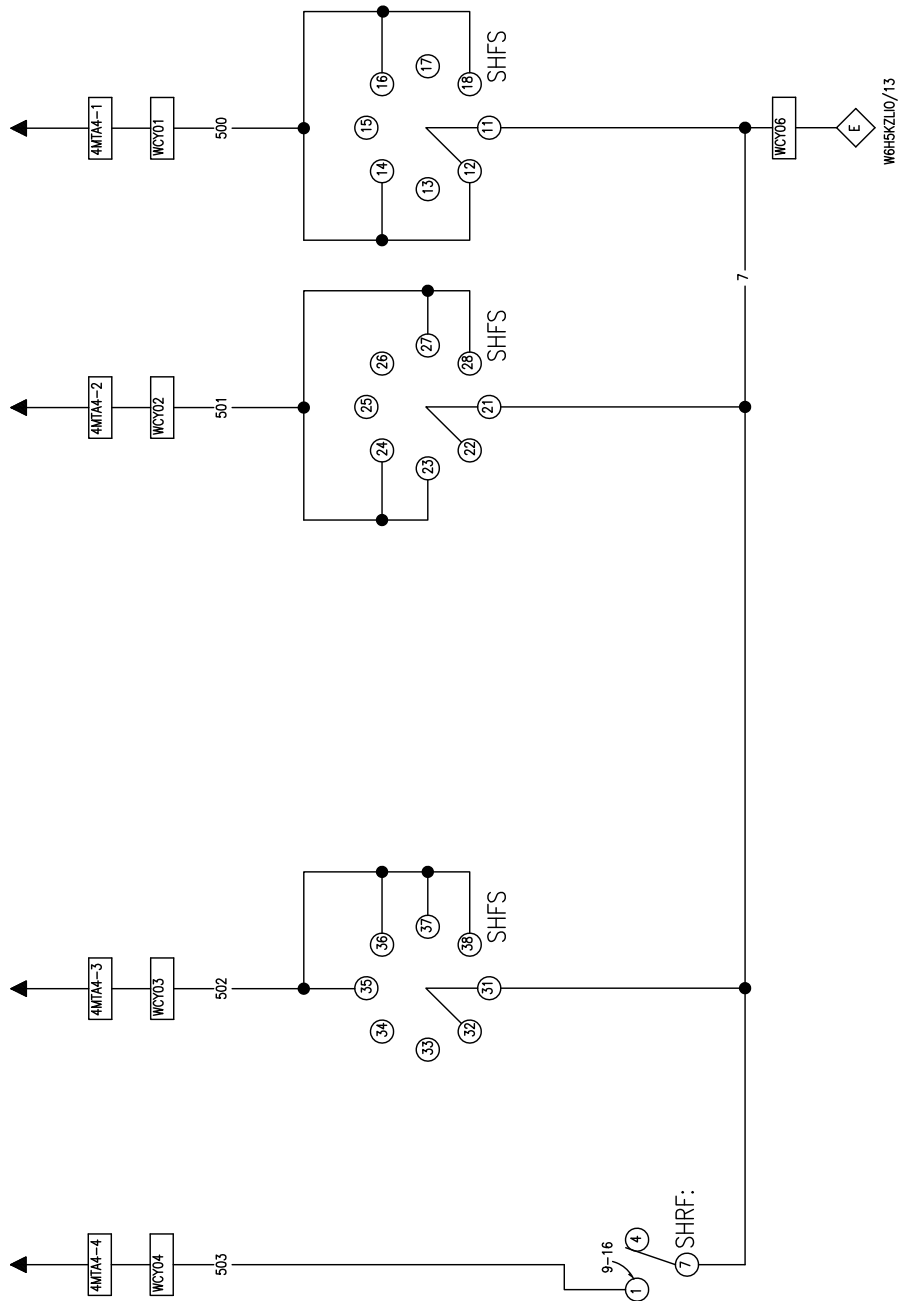 4MTA4-1
WCY01
500
16
17
18
SHFS
15
11
14
13
12
WCY06
E
W6H5KZLI0/13
4MTA4-2
WCY02
501
26
27
28
SHFS
25
21
24
23
22
7
4MTA4-3
WCY03
502
36
37
38
SHFS
35
31
34
33
32
4MTA4-4
WCY04
503
9-16
1
4
7
SHRF: